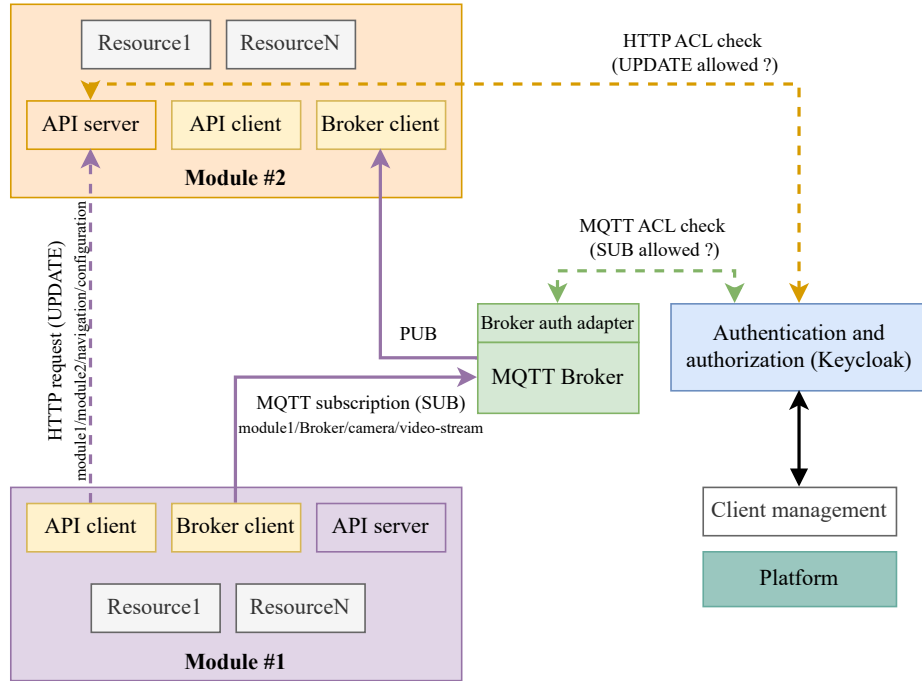 Resource1
ResourceN
HTTP ACL check
(UPDATE allowed ?)
API server
API client
Broker client
Module #2
MQTT ACL check
(SUB allowed ?)
HTTP request (UPDATE)
module1/module2/navigation/configuration
PUB
Broker auth adapter
MQTT Broker
Authentication and
authorization (Keycloak)
MQTT subscription (SUB)
module1/Broker/camera/video-stream
API client
Broker client
API server
Client management
Platform
Resource1
ResourceN
Module #1